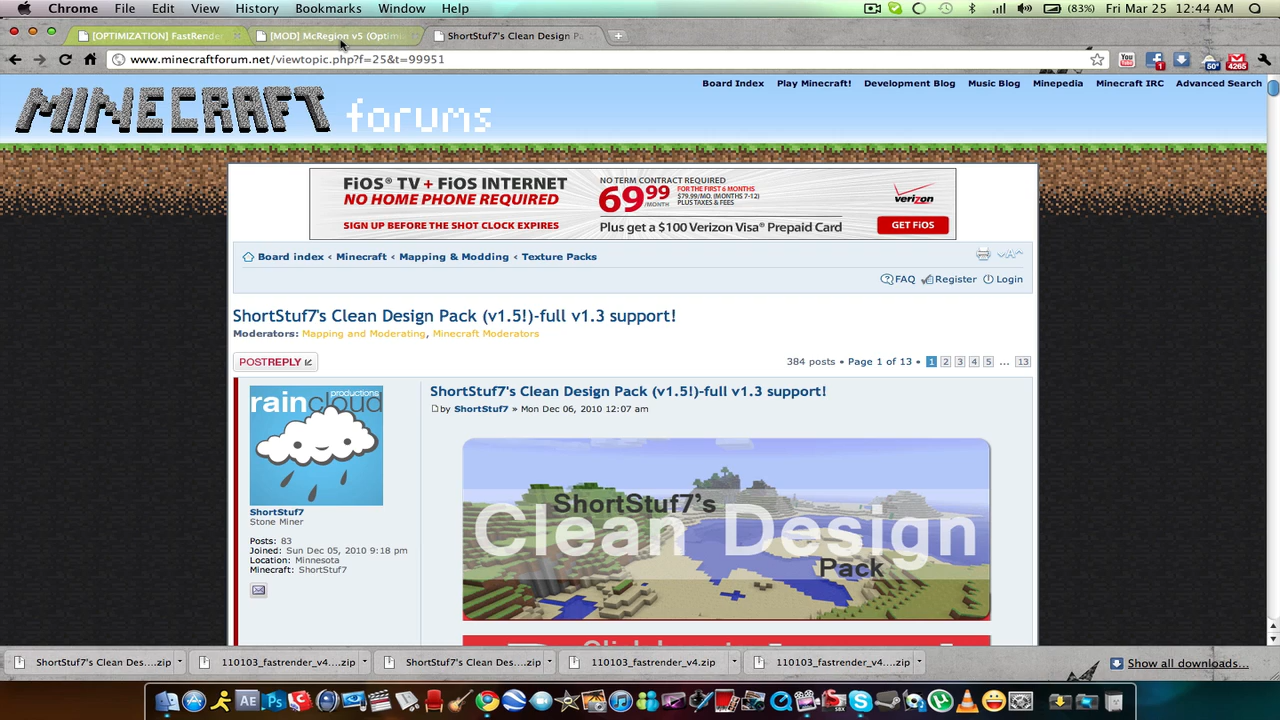 Chrome File Edit View History Bookmarks Window Help (83%) Fri Mar 25 12:44 AM
[OPTIMIZATION] FastRender [MOD] McRegion v5 (Optimi ShortStuf7's Clean Design P
www.minecraftforum.net/viewtopic.php?f=25&t=99951
You Tube 1 50° 4265
Board Index Play Minecraft! Development Blog Music Blog Minepedia Minecraft IRC Advanced Search
MINECRAFT forums
FiOS® TV + FiOS INTERNET
NO HOME PHONE REQUIRED
SIGN UP BEFORE THE SHOT CLOCK EXPIRES
NO TERM CONTRACT REQUIRED
69.99 /MONTH
FOR THE FIRST 6 MONTHS
$79.99/MO. (MONTHS 7-12)
PLUS TAXES & FEES
Plus get a $100 Verizon Visa® Prepaid Card
verizon
GET FiOS
Board index ‹ Minecraft ‹ Mapping & Modding ‹ Texture Packs
FAQ Register Login
ShortStuf7's Clean Design Pack (v1.5!)-full v1.3 support!
Moderators: Mapping and Moderating, Minecraft Moderators
POSTREPLY
384 posts • Page 1 of 13 • 1 2 3 4 5 ... 13
productions
raincloud
ShortStuf7
Stone Miner
Posts: 83
Joined: Sun Dec 05, 2010 9:18 pm
Location: Minnesota
Minecraft: ShortStuf7
ShortStuf7's Clean Design Pack (v1.5!)-full v1.3 support!
by ShortStuf7 » Mon Dec 06, 2010 12:07 am
ShortStuf7's
Clean Design
Pack
ShortStuf7's Clean Des....zip 110103_fastrender_v4....zip ShortStuf7's Clean Des....zip 110103_fastrender_v4.zip 110103_fastrender_v4....zip Show all downloads...
AE Ps